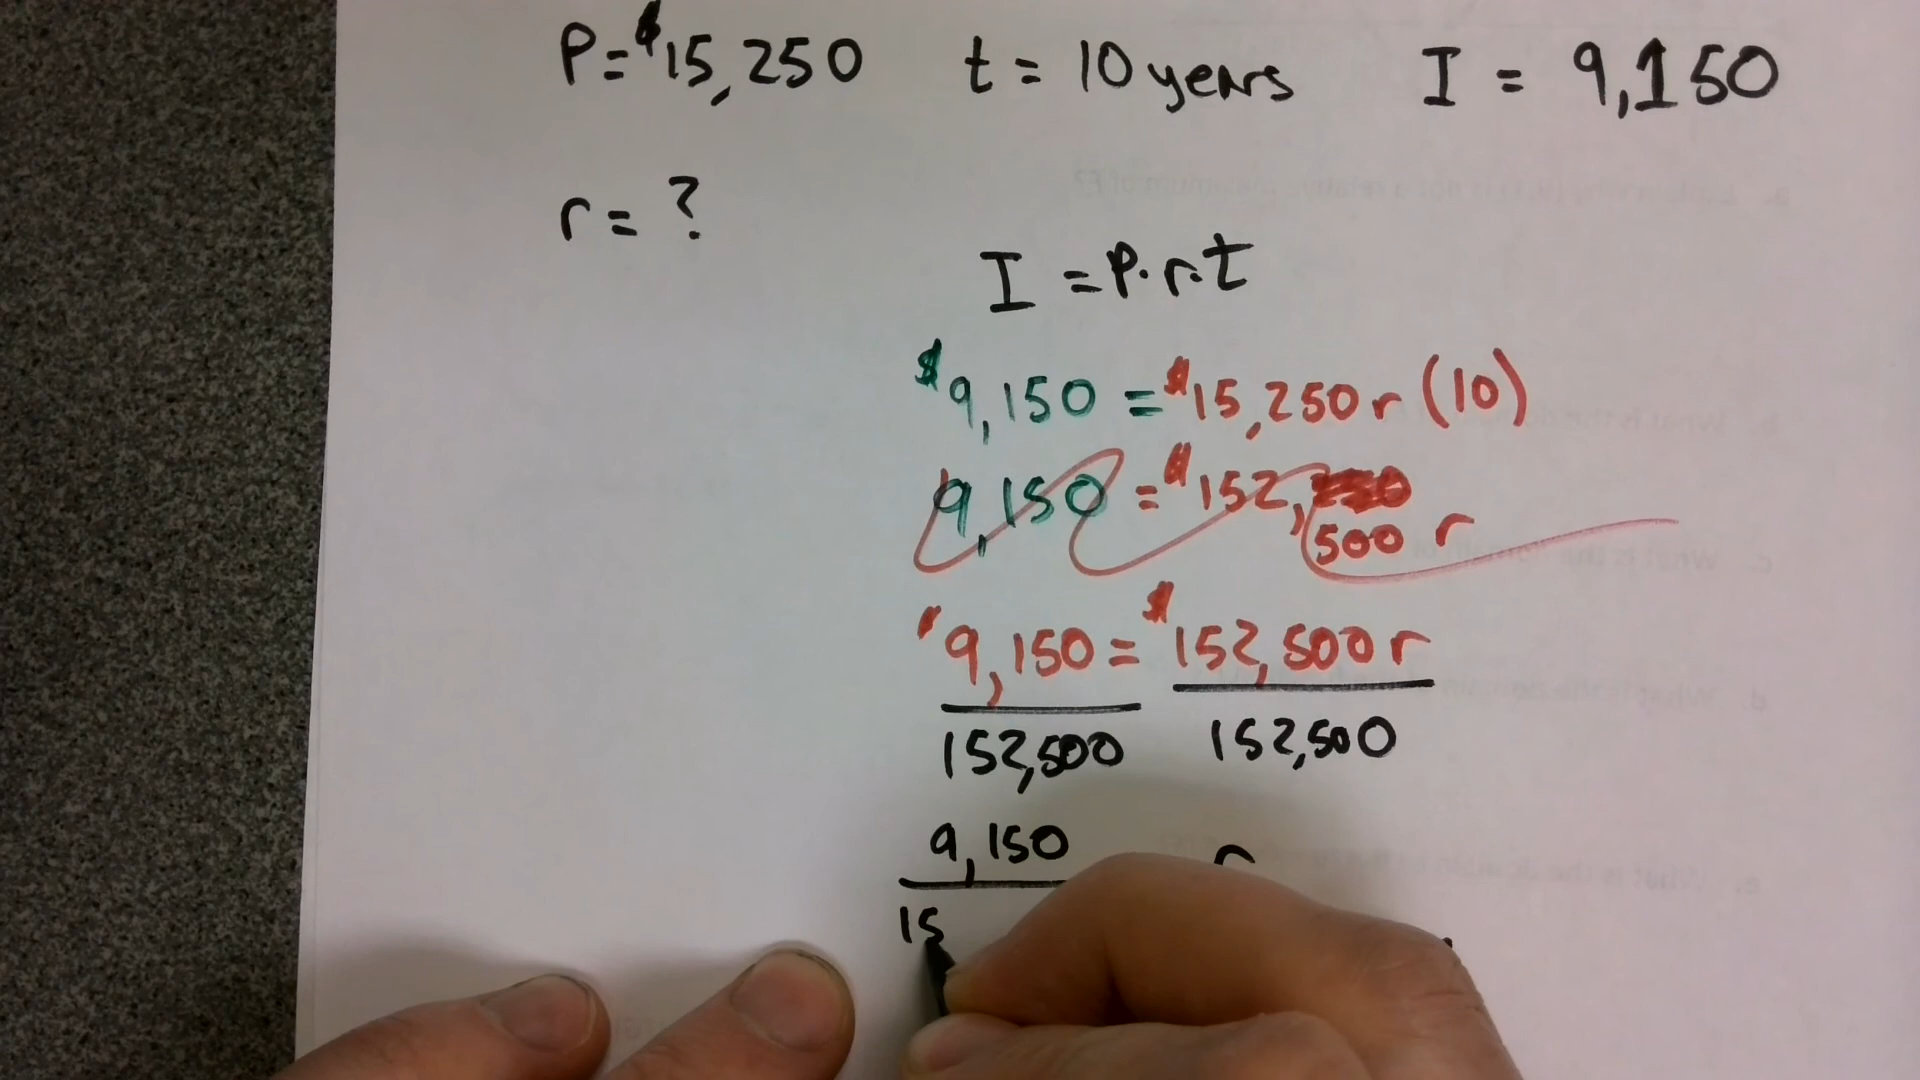 P=$15,250 t = 10 years I = 9,150
r = ?
I = P·r·t
$9,150 = $15,250 r (10)
9,150 = $152,
500 r
$9,150 = $152,500 r
152,500 152,500
9,150 r
15